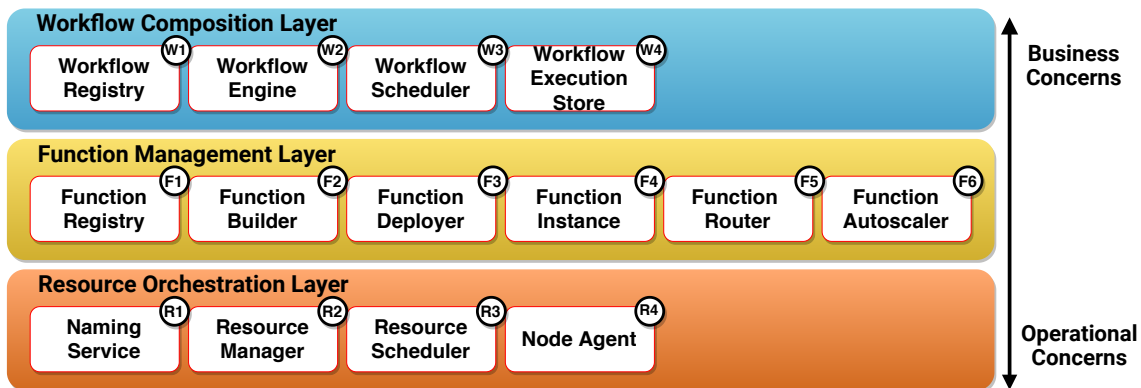 Workflow Composition Layer
W1
W2
W3
W4
Workflow
Registry
Workflow
Engine
Workflow
Scheduler
Workflow
Execution
Store
Business
Concerns
Function Management Layer
F1
F2
F3
F4
F5
F6
Function
Registry
Function
Builder
Function
Deployer
Function
Instance
Function
Router
Function
Autoscaler
Resource Orchestration Layer
R1
R2
R3
R4
Naming
Service
Resource
Manager
Resource
Scheduler
Node Agent
Operational
Concerns